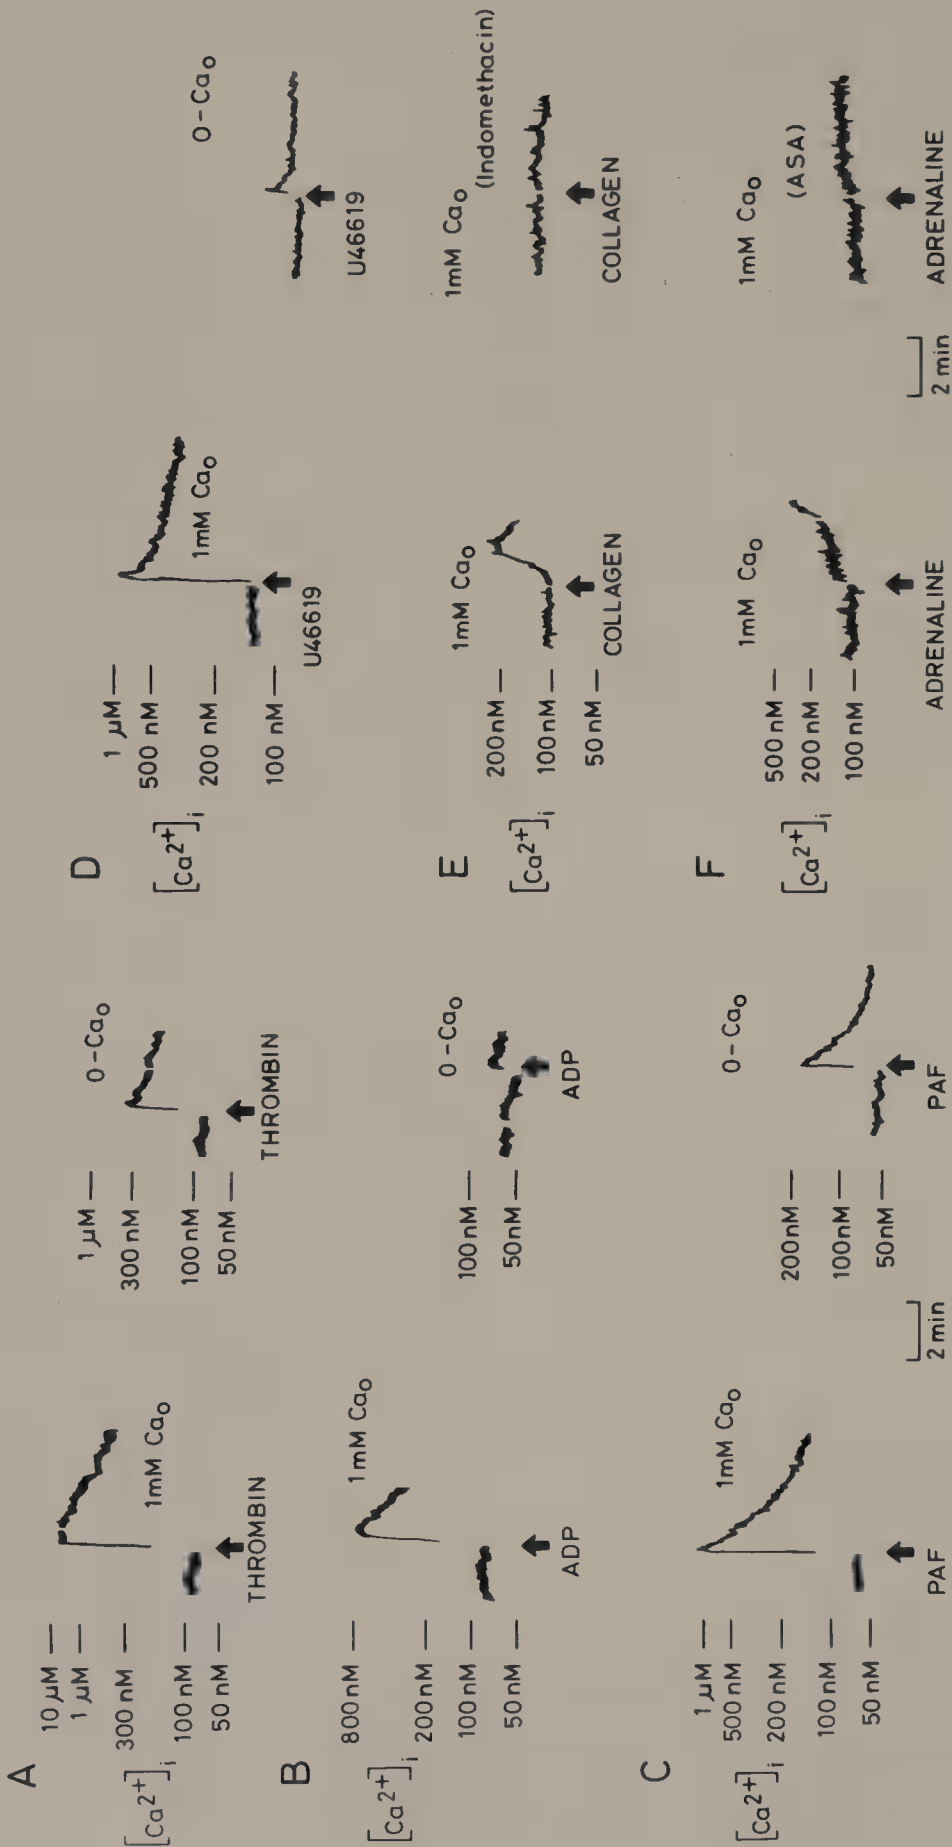 A
[Ca²⁺]i
10 µM
1 µM
300 nM
100 nM
50 nM
1mM Cao
THROMBIN
1 µM
300 nM
100 nM
50 nM
0-Cao
THROMBIN
B
[Ca²⁺]i
800 nM
200 nM
100 nM
50 nM
1mM Cao
ADP
100 nM
50 nM
0-Cao
ADP
C
[Ca²⁺]i
1 µM
500 nM
200 nM
100 nM
50 nM
1mM Cao
PAF
2 min
200 nM
100 nM
50 nM
0-Cao
PAF
D
[Ca²⁺]i
1 µM
500 nM
200 nM
100 nM
1mM Cao
U46619
0-Cao
U46619
E
[Ca²⁺]i
200 nM
100 nM
50 nM
1mM Cao
COLLAGEN
1mM Cao
(Indomethacin)
COLLAGEN
F
[Ca²⁺]i
500 nM
200 nM
100 nM
1mM Cao
ADRENALINE
2 min
1mM Cao
(ASA)
ADRENALINE